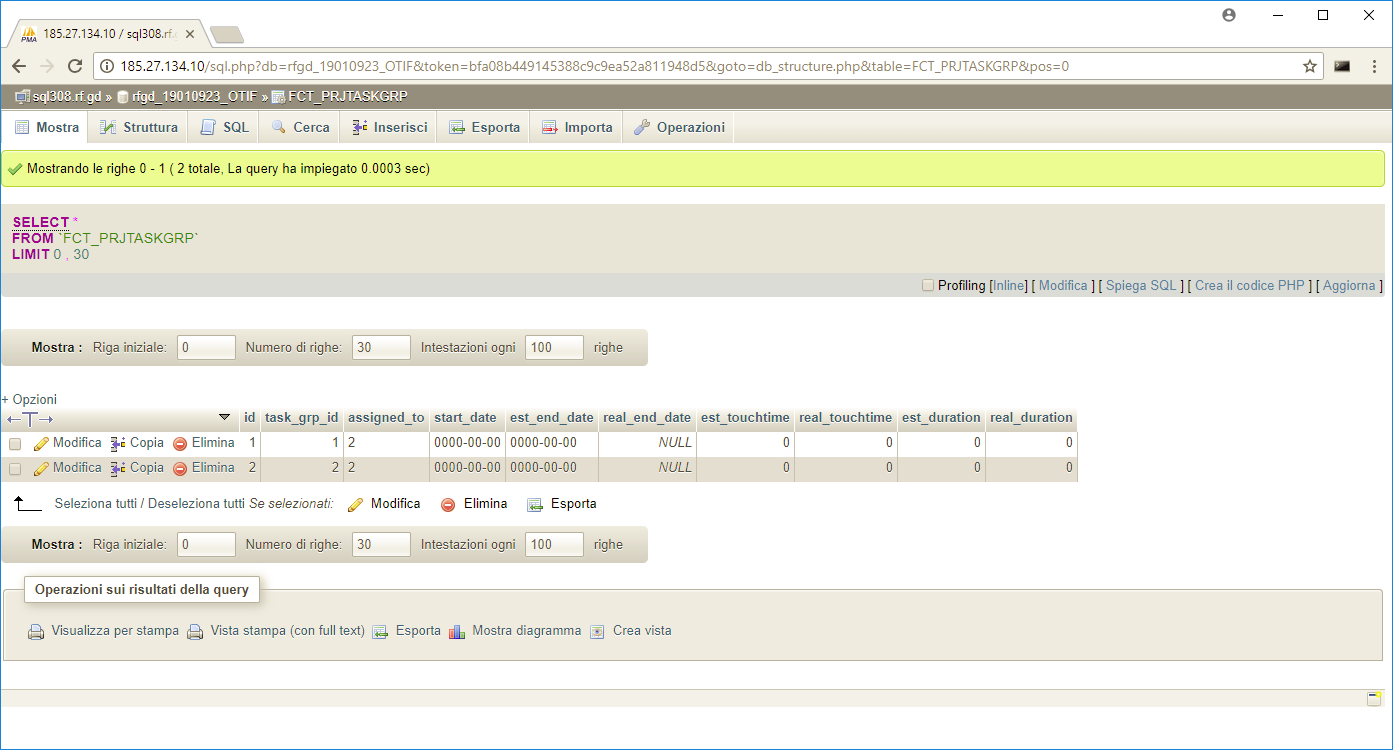 185.27.134.10 / sql308.rf.g
185.27.134.10/sql.php?db=rfgd_19010923_OTIF&token=bfa08b449145388c9c9ea52a811948d5&goto=db_structure.php&table=FCT_PRJTASKGRP&pos=0
sql308.rf.gd » rfgd_19010923_OTIF » FCT_PRJTASKGRP
Mostra Struttura SQL Cerca Inserisci Esporta Importa Operazioni
Mostrando le righe 0 - 1 ( 2 totale, La query ha impiegato 0.0003 sec)
SELECT *
FROM `FCT_PRJTASKGRP`
LIMIT 0 , 30
Profiling [Inline] [ Modifica ] [ Spiega SQL ] [ Crea il codice PHP ] [ Aggiorna ]
Mostra : Riga iniziale: 0 Numero di righe: 30 Intestazioni ogni 100 righe
+ Opzioni
←T→ id task_grp_id assigned_to start_date est_end_date real_end_date est_touchtime real_touchtime est_duration real_duration
Modifica Copia Elimina 1 1 2 0000-00-00 0000-00-00 NULL 0 0 0 0
Modifica Copia Elimina 2 2 2 0000-00-00 0000-00-00 NULL 0 0 0 0
Seleziona tutti / Deseleziona tutti Se selezionati: Modifica Elimina Esporta
Mostra : Riga iniziale: 0 Numero di righe: 30 Intestazioni ogni 100 righe
Operazioni sui risultati della query
Visualizza per stampa Vista stampa (con full text) Esporta Mostra diagramma Crea vista